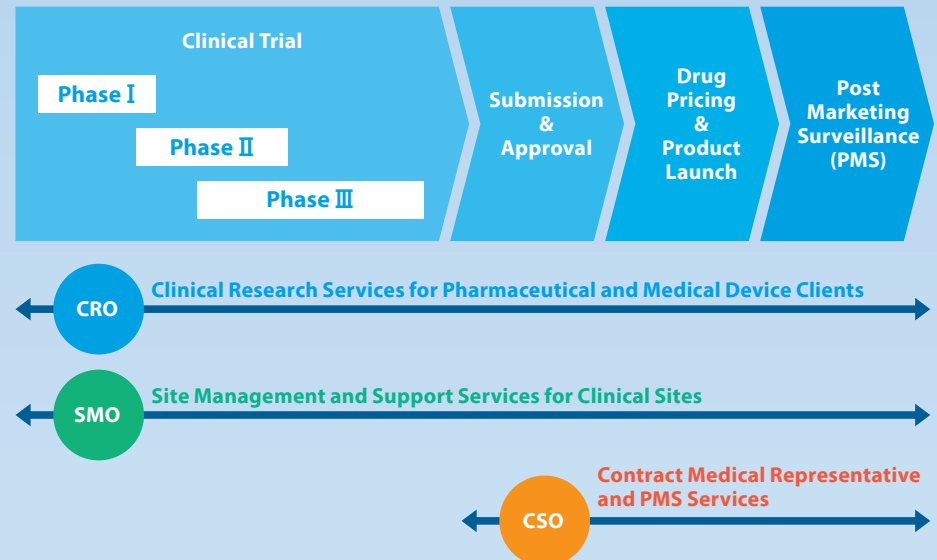 Clinical Trial
Phase Ⅰ
Phase Ⅱ
Phase Ⅲ
Submission
&
Approval
Drug
Pricing
&
Product
Launch
Post
Marketing
Surveillance
(PMS)
CRO
Clinical Research Services for Pharmaceutical and Medical Device Clients
SMO
Site Management and Support Services for Clinical Sites
CSO
Contract Medical Representative
and PMS Services